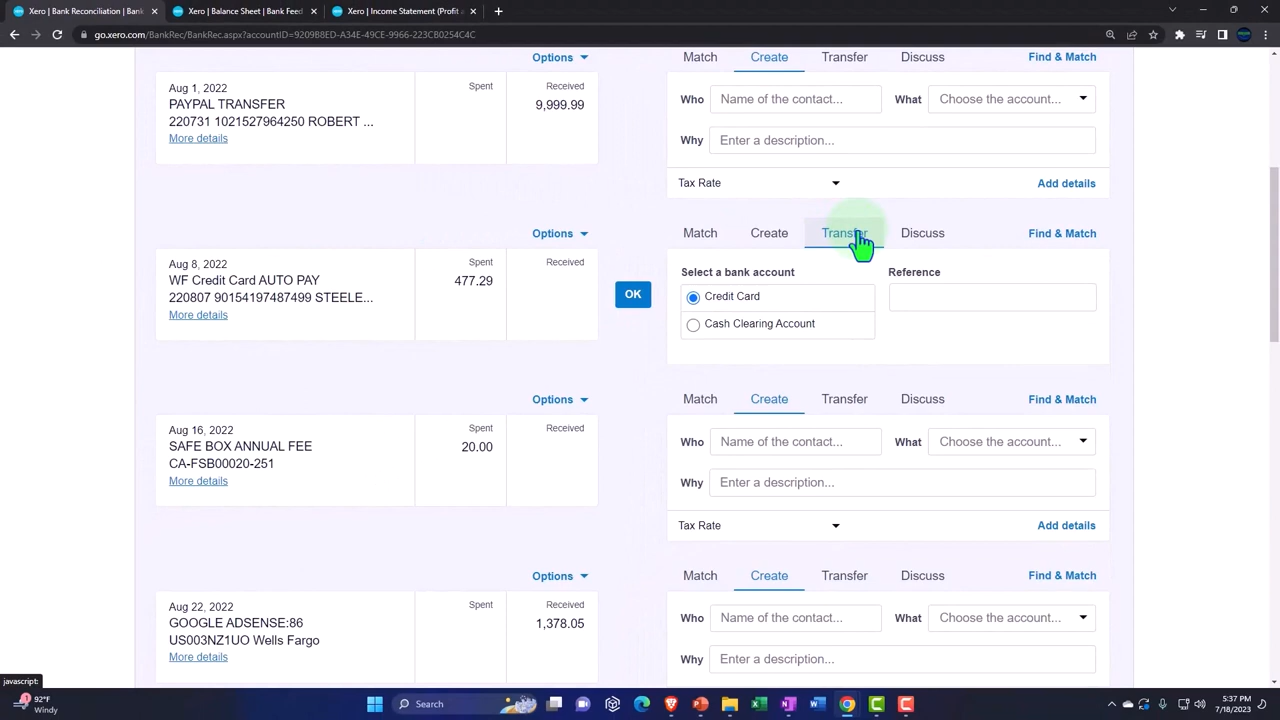 Xero | Reconciliation | Bank
Xero | Balance Sheet Bank Feed
Xero | Income Statement (Profit a
go.xero.com/BankRec/BankRec.aspx?accountID=9209B8ED-A34E-49CE-9966-223CB0254C4C
Options
Match Create Transfer Discuss Find & Match
Aug 1, 2022 Spent Received
PAYPAL TRANSFER 9,999.99
220731 1021527964250 ROBERT ...
More details
Who Name of the contact... What Choose the account...
Why Enter a description...
Tax Rate Add details
Options
Match Create Transfer Discuss Find & Match
Aug 8, 2022 Spent Received
WF Credit Card AUTO PAY 477.29
220807 90154197487499 STEELE...
More details
OK
Select a bank account Reference
Credit Card
Cash Clearing Account
Options
Match Create Transfer Discuss Find & Match
Aug 16, 2022 Spent Received
SAFE BOX ANNUAL FEE 20.00
CA-FSB00020-251
More details
Who Name of the contact... What Choose the account...
Why Enter a description...
Tax Rate Add details
Options
Match Create Transfer Discuss Find & Match
Aug 22, 2022 Spent Received
GOOGLE ADSENSE:86 1,378.05
US003NZ1UO Wells Fargo
More details
Who Name of the contact... What Choose the account...
Why Enter a description...
javascript:
1
92°F
Windy
Search
5:37 PM
7/18/2023